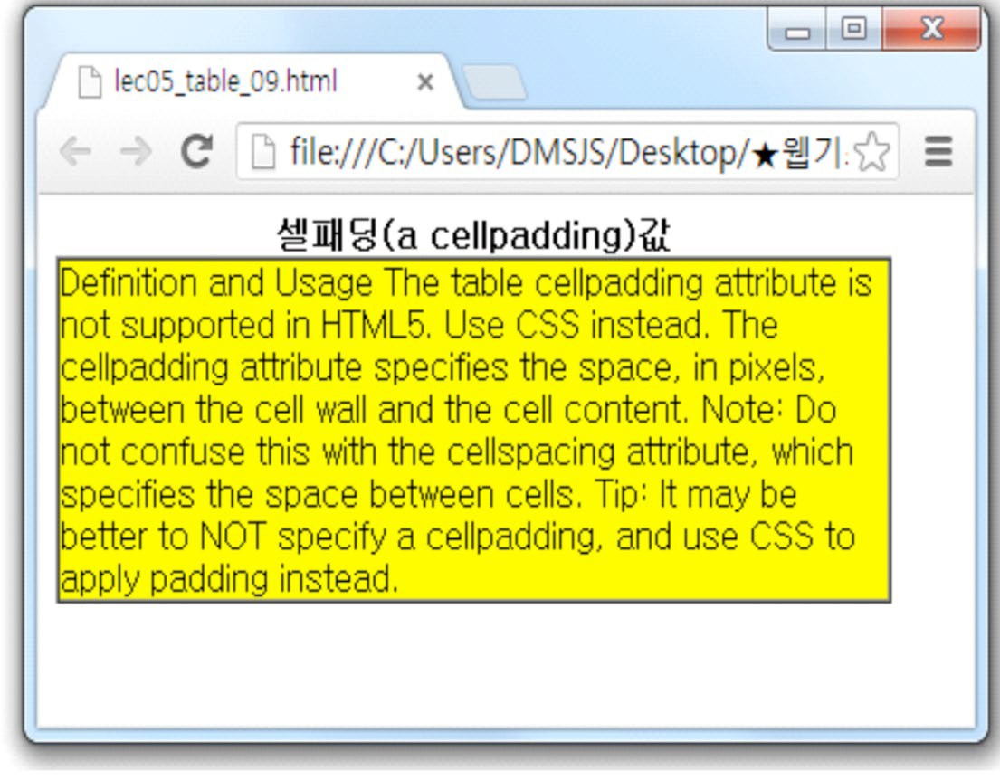 lec05_table_09.html
file:///C:/Users/DMSJS/Desktop/★웹기
셀패딩(a cellpadding)값
Definition and Usage The table cellpadding attribute is
not supported in HTML5. Use CSS instead. The
cellpadding attribute specifies the space, in pixels,
between the cell wall and the cell content. Note: Do
not confuse this with the cellspacing attribute, which
specifies the space between cells. Tip: It may be
better to NOT specify a cellpadding, and use CSS to
apply padding instead.